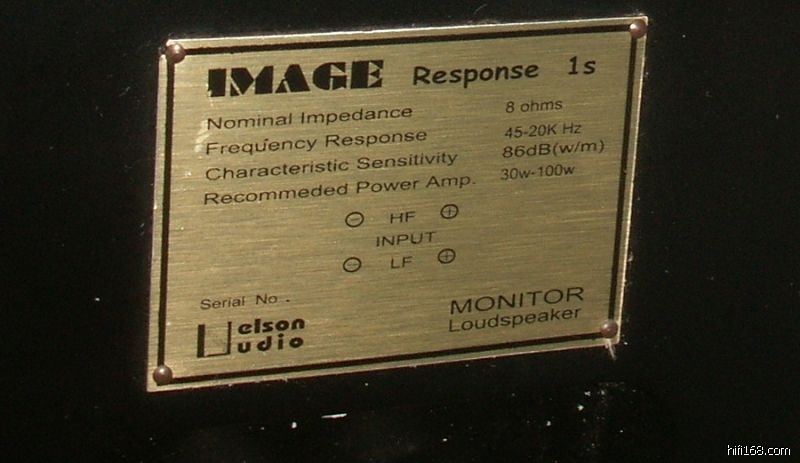 IMAGE Response 1s
Nominal Impedance 8 ohms
Frequency Response 45-20K Hz
Characteristic Sensitivity 86dB(w/m)
Recommeded Power Amp. 30w-100w
⊖ HF ⊕
INPUT
⊖ LF ⊕
Serial No.
MONITOR
Loudspeaker
elson
udio
hifi168.com